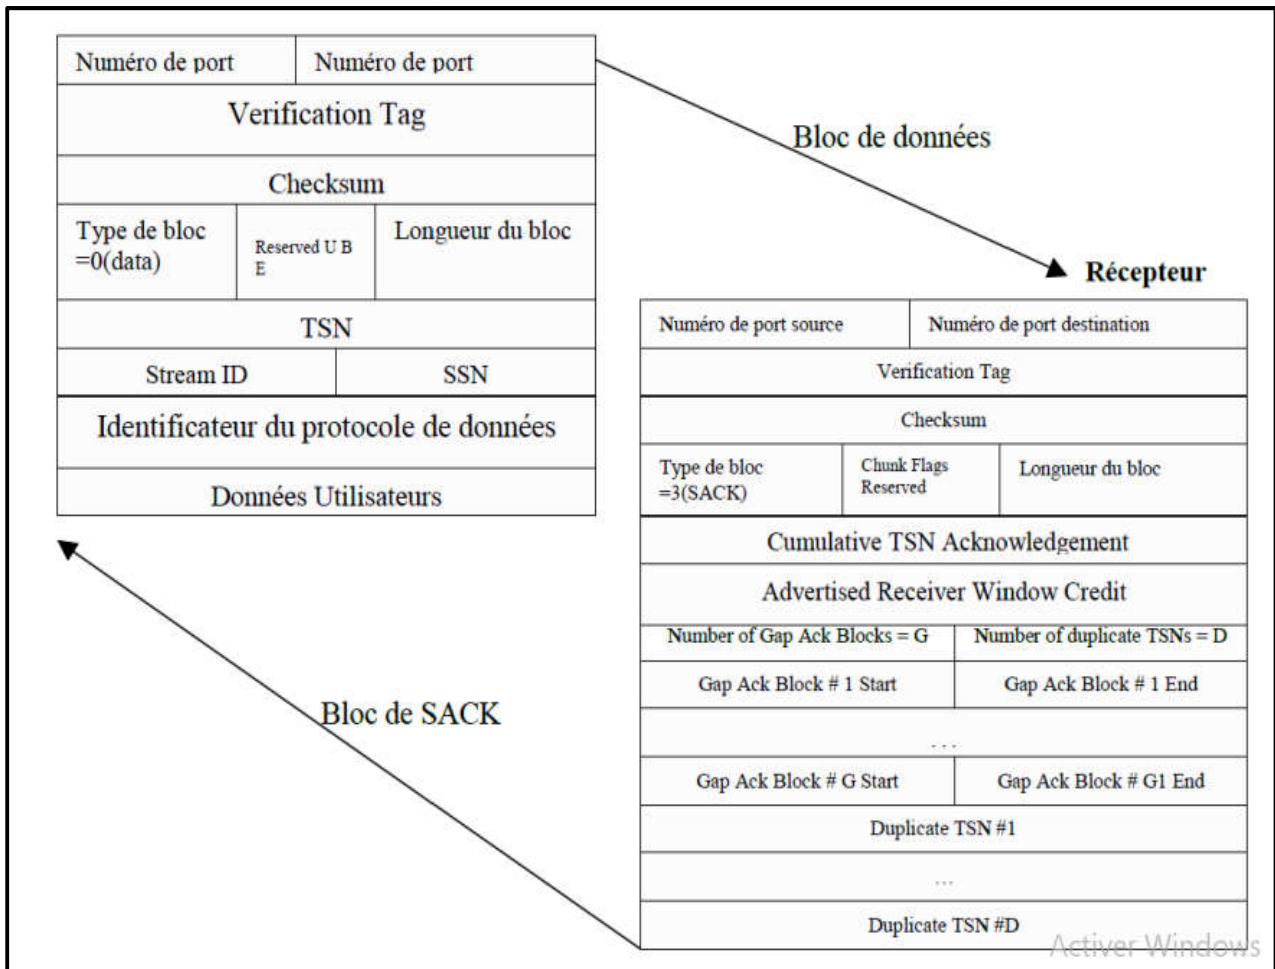 Numéro de port Numéro de port
Verification Tag
Checksum
Type de bloc
=0(data)
Reserved U B
E
Longueur du bloc
TSN
Stream ID SSN
Identificateur du protocole de données
Données Utilisateurs
Bloc de données
Récepteur
Numéro de port source Numéro de port destination
Verification Tag
Checksum
Type de bloc
=3(SACK)
Chunk Flags
Reserved
Longueur du bloc
Cumulative TSN Acknowledgement
Advertised Receiver Window Credit
Number of Gap Ack Blocks = G Number of duplicate TSNs = D
Gap Ack Block # 1 Start Gap Ack Block # 1 End
...
Gap Ack Block # G Start Gap Ack Block # G1 End
Duplicate TSN #1
...
Duplicate TSN #D
Bloc de SACK
Activer Windows